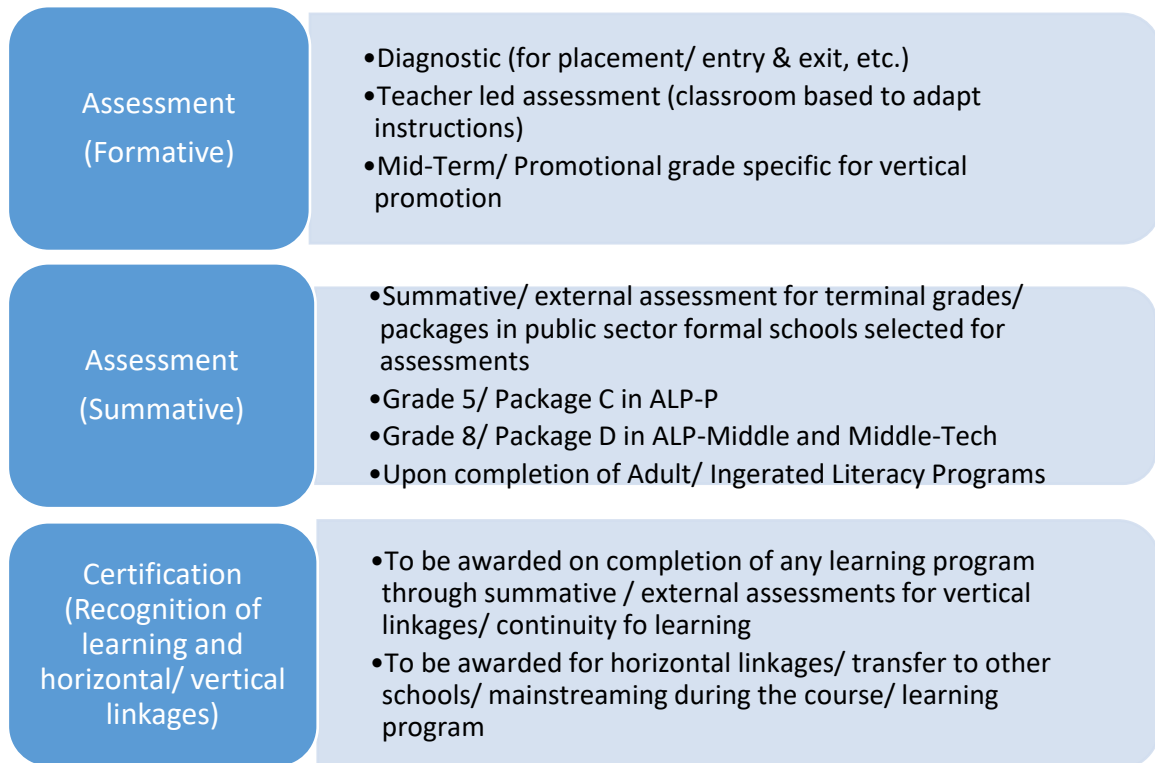 Assessment
(Formative)
•Diagnostic (for placement/ entry & exit, etc.)
•Teacher led assessment (classroom based to adapt
instructions)
•Mid-Term/ Promotional grade specific for vertical
promotion
Assessment
(Summative)
•Summative/ external assessment for terminal grades/
packages in public sector formal schools selected for
assessments
•Grade 5/ Package C in ALP-P
•Grade 8/ Package D in ALP-Middle and Middle-Tech
•Upon completion of Adult/ Ingerated Literacy Programs
Certification
(Recognition of
learning and
horizontal/ vertical
linkages)
•To be awarded on completion of any learning program
through summative / external assessments for vertical
linkages/ continuity fo learning
•To be awarded for horizontal linkages/ transfer to other
schools/ mainstreaming during the course/ learning
program